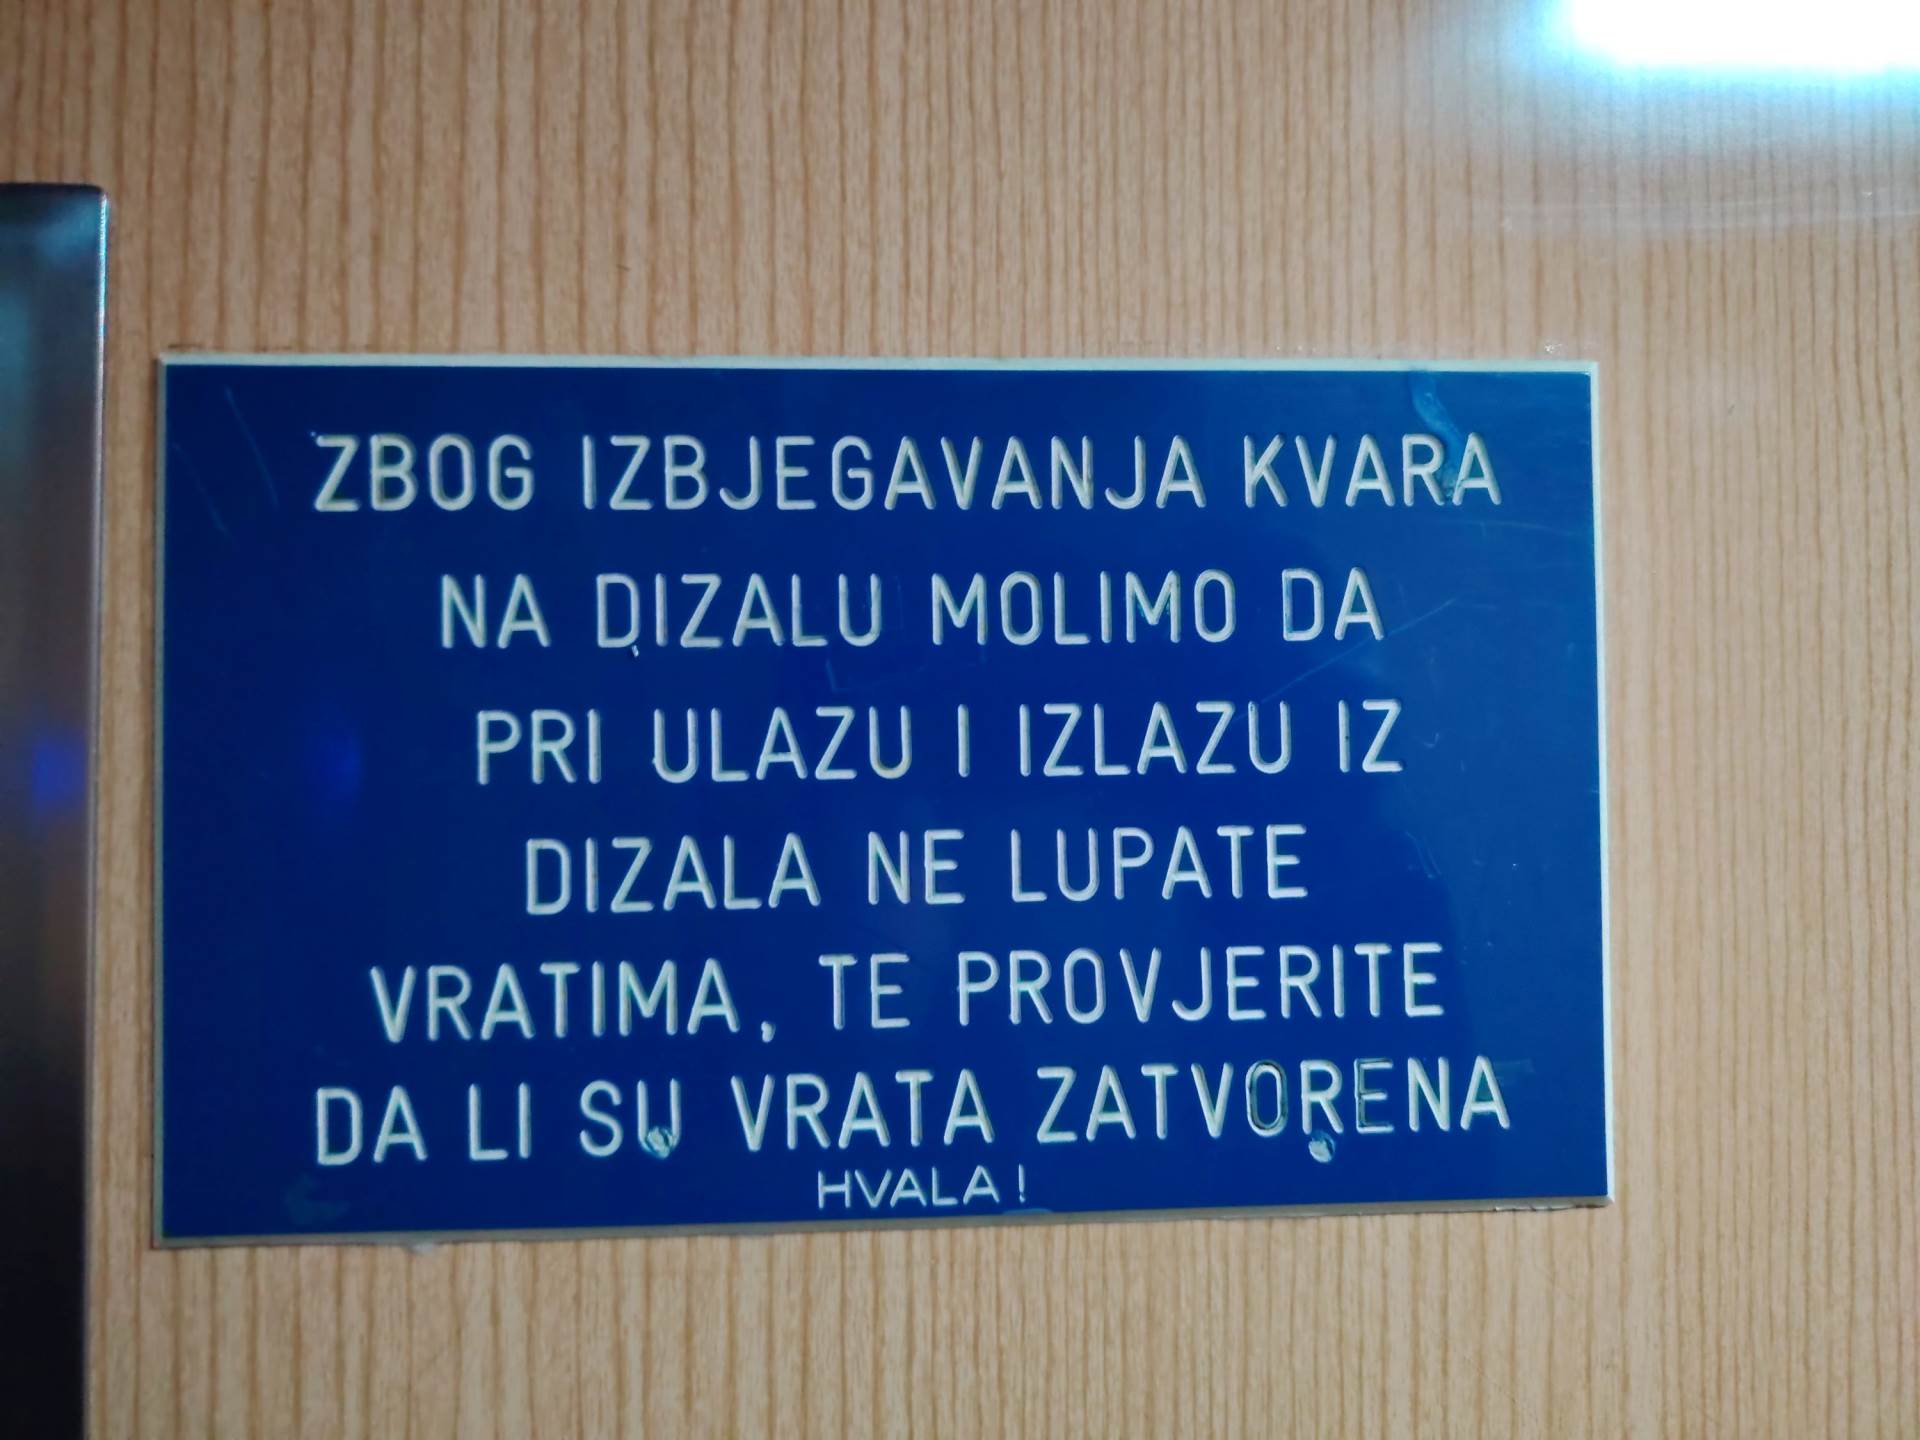 ZBOG IZBJEGAVANJA KVARA
NA DIZALU MOLIMO DA
PRI ULAZU I IZLAZU IZ
DIZALA NE LUPATE
VRATIMA, TE PROVJERITE
DA LI SU VRATA ZATVORENA
HVALA!